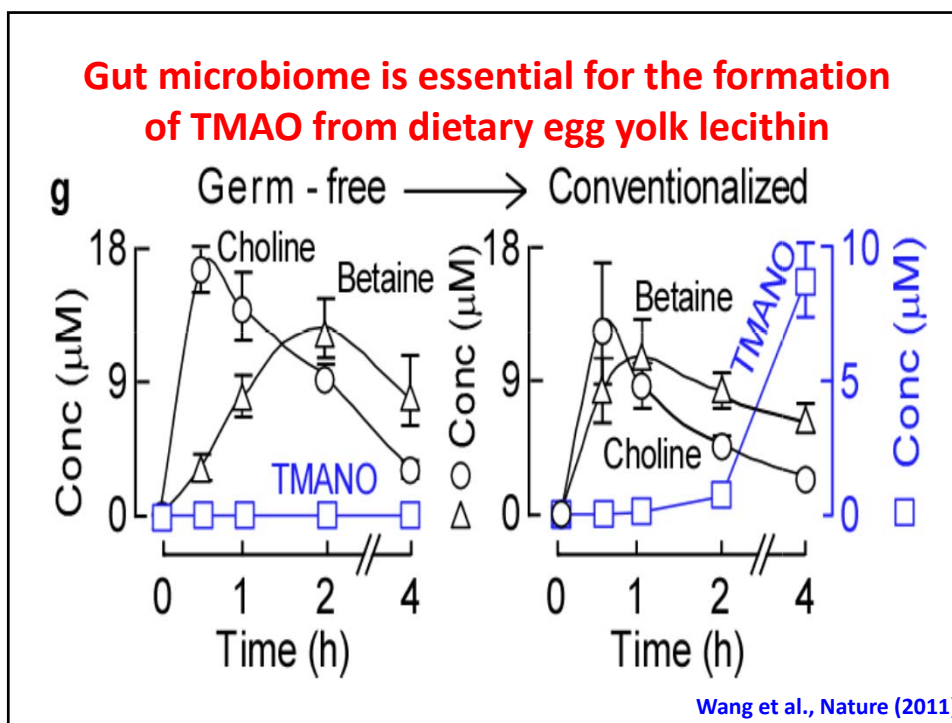 Gut microbiome is essential for the formation
of TMAO from dietary egg yolk lecithin
g Germ - free Conventionalized
18 Choline Betaine
9
0
Conc (μM)
TMANO
0 1 2 4
Time (h)
Conc (μM)
18
9
0
Betaine
Choline
TMANO
10
5
0
Conc (μM)
0 1 2 4
Time (h)
Wang et al., Nature (2011